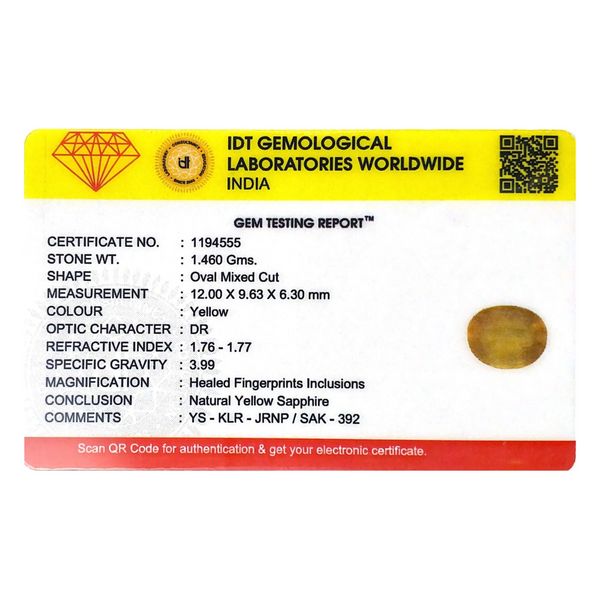 IDT GEMOLOGICAL
LABORATORIES WORLDWIDE
INDIA
idt
GEM TESTING REPORT™
CERTIFICATE NO. : 1194555
STONE WT. : 1.460 Gms.
SHAPE : Oval Mixed Cut
MEASUREMENT : 12.00 X 9.63 X 6.30 mm
COLOUR : Yellow
OPTIC CHARACTER : DR
REFRACTIVE INDEX : 1.76 - 1.77
SPECIFIC GRAVITY : 3.99
MAGNIFICATION : Healed Fingerprints Inclusions
CONCLUSION : Natural Yellow Sapphire
COMMENTS : YS - KLR - JRNP / SAK - 392
Scan QR Code for authentication & get your electronic certificate.